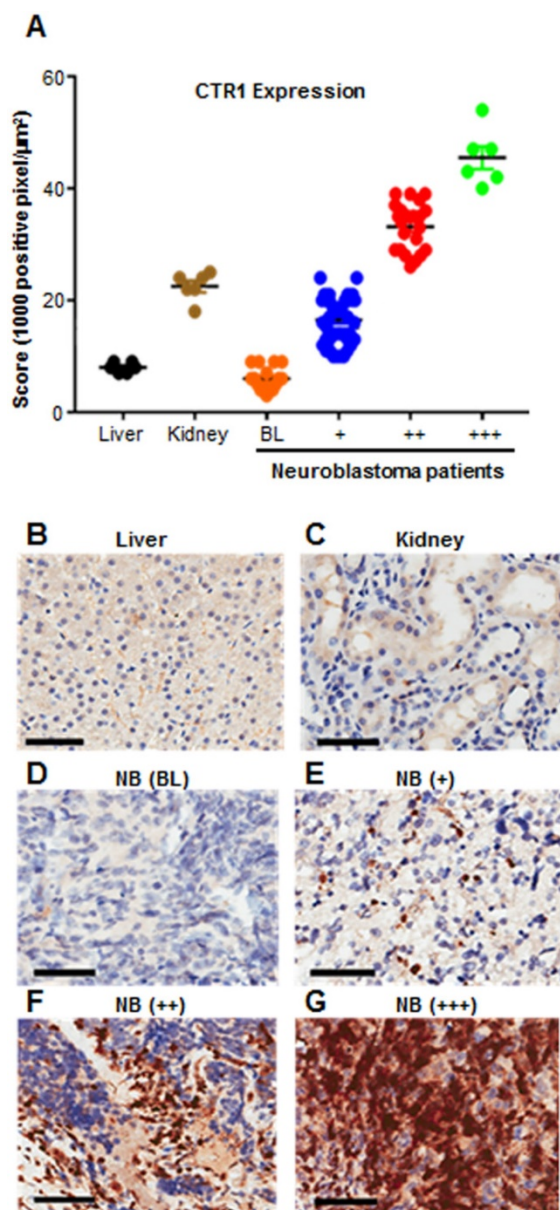 A
CTR1 Expression
Score (1000 positive pixel/µm²)
60
40
20
0
Liver Kidney BL + ++ +++
Neuroblastoma patients
B Liver
C Kidney
D NB (BL)
E NB (+)
F NB (++)
G NB (+++)